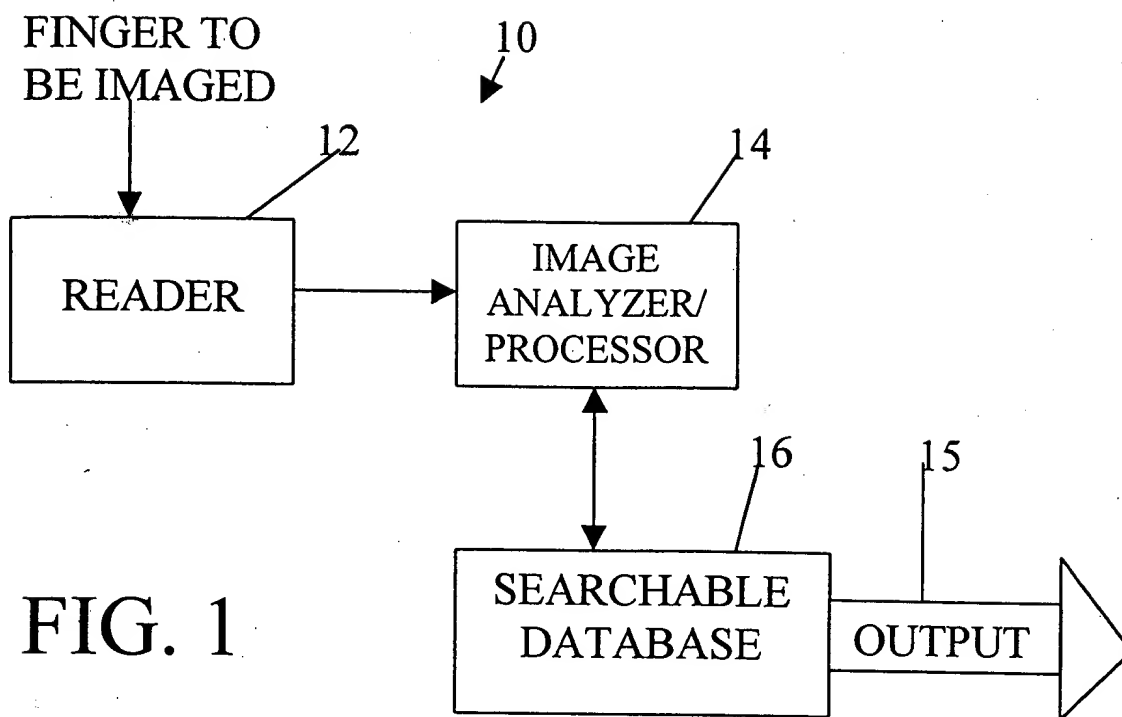 FINGER TO
BE IMAGED
10
12
14
READER
IMAGE
ANALYZER/
PROCESSOR
16
15
SEARCHABLE
DATABASE
OUTPUT
FIG. 1